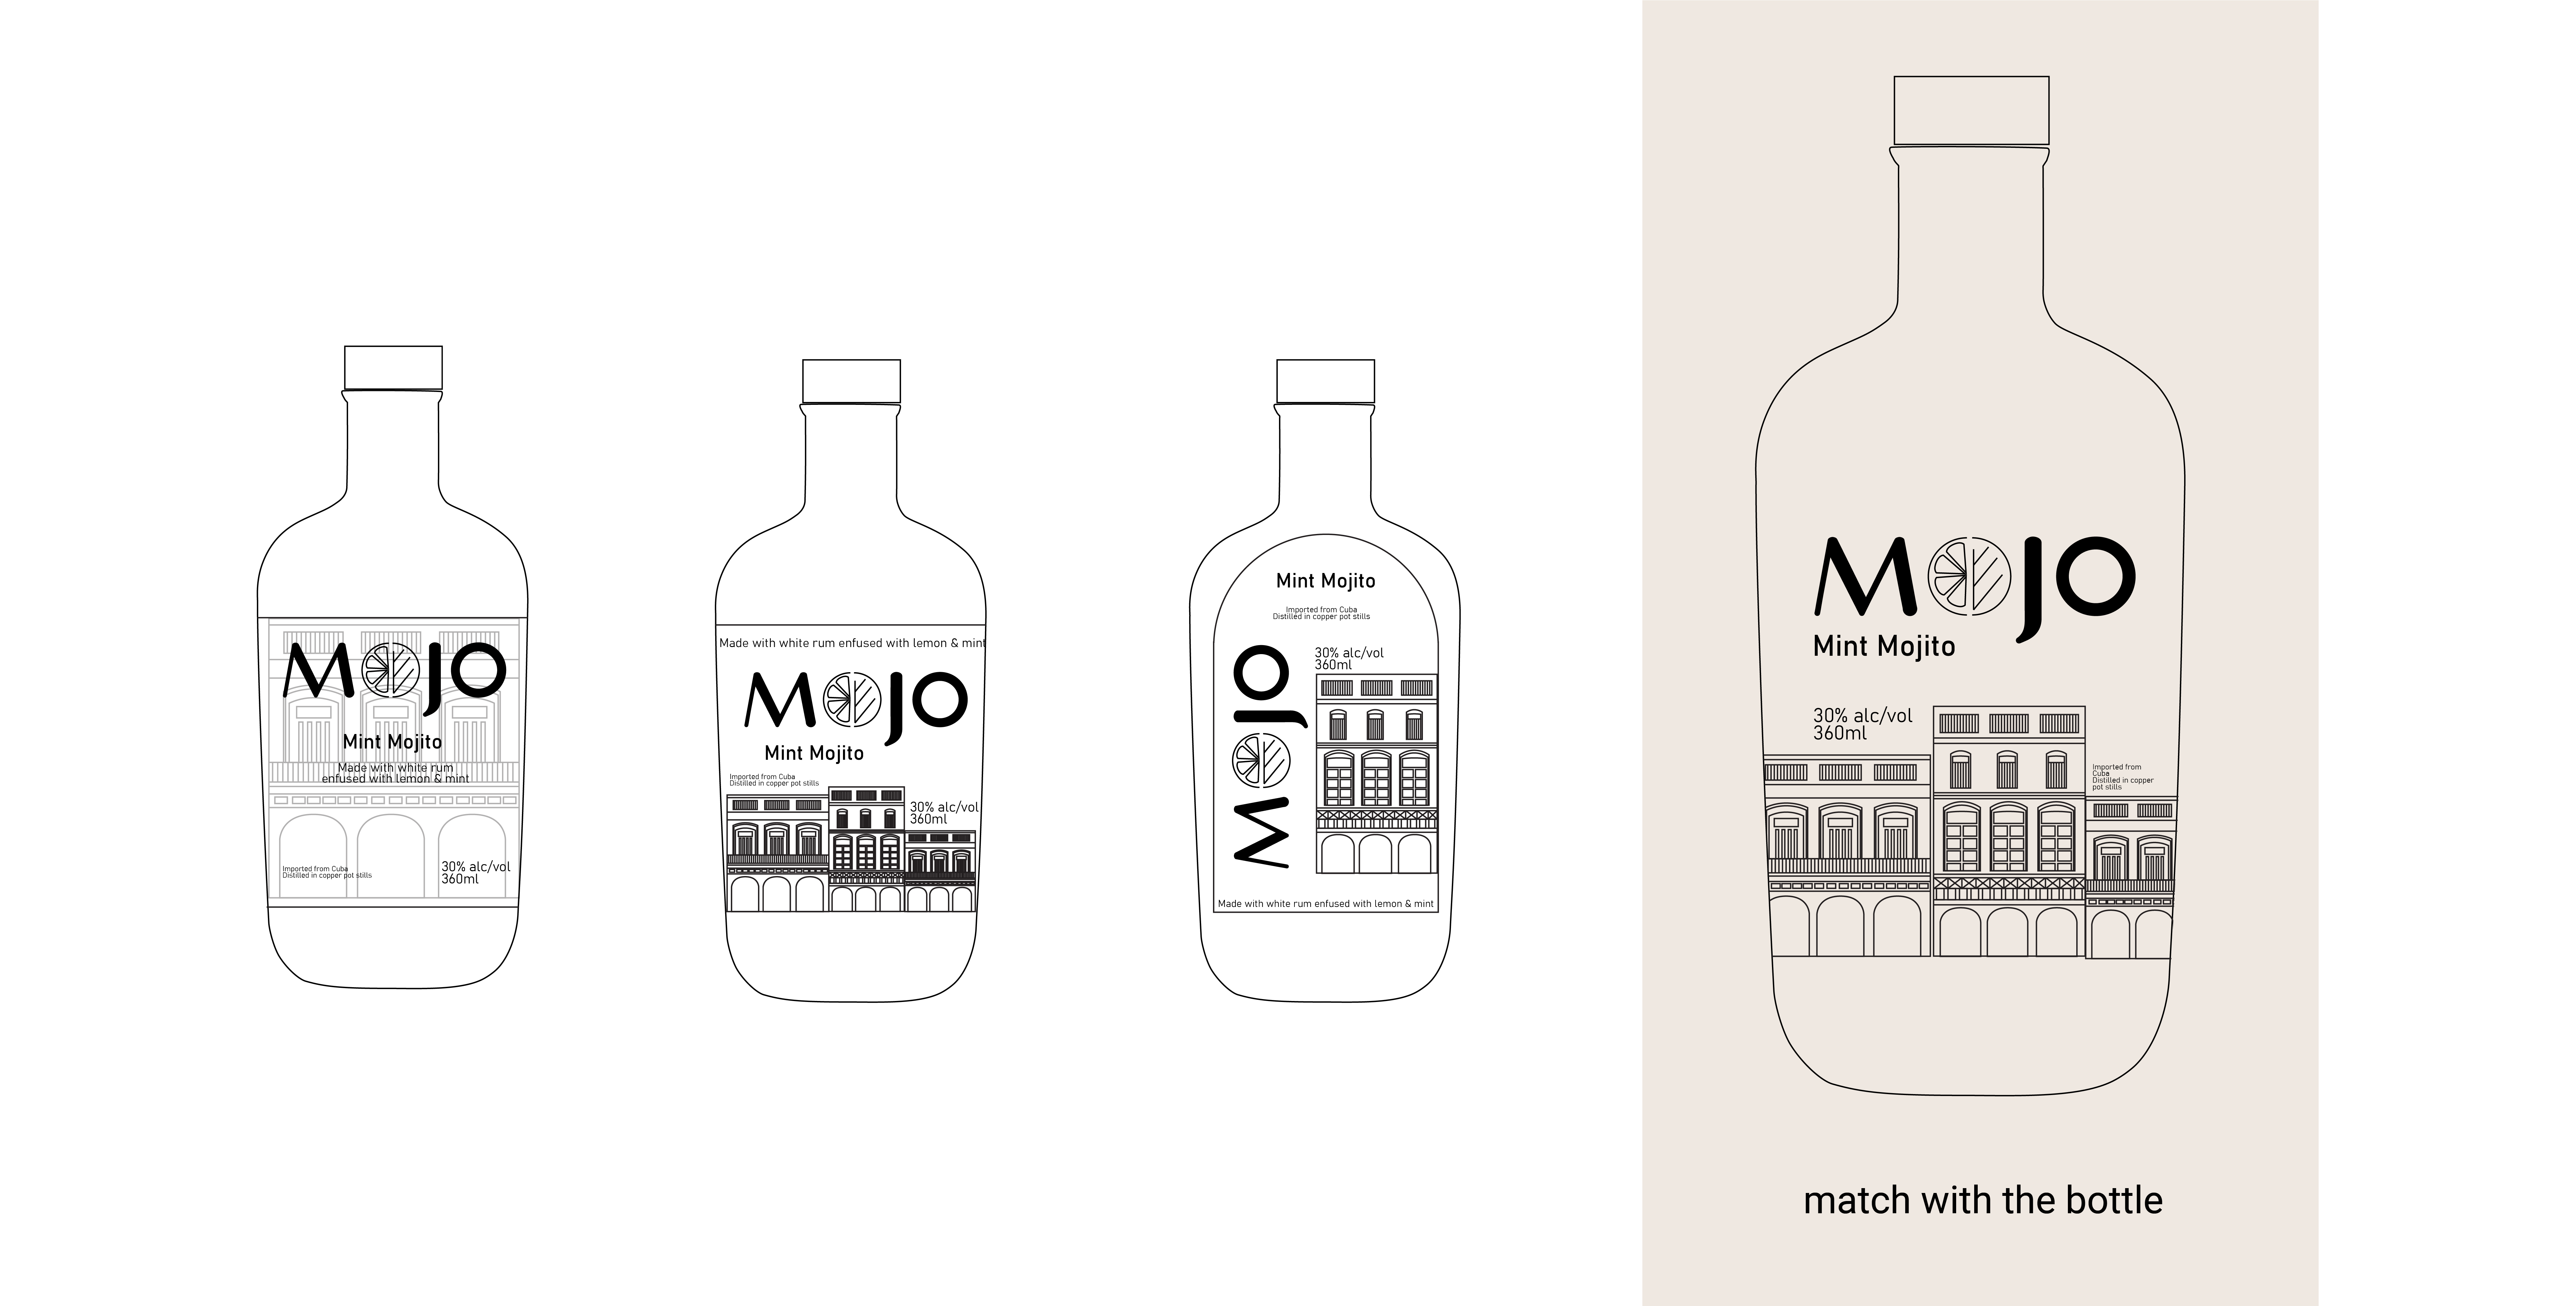 MOJO
Mint Mojito
Made with white rum
enfused with lemon & mint
Imported from Cuba
Distilled in copper pot stills
30% alc/vol
360ml
Made with white rum enfused with lemon & mint
MOJO
Mint Mojito
Imported from Cuba
Distilled in copper pot stills
30% alc/vol
360ml
Mint Mojito
Imported from Cuba
Distilled in copper pot stills
MOJO
30% alc/vol
360ml
Made with white rum enfused with lemon & mint
MOJO
Mint Mojito
30% alc/vol
360ml
Imported from
Cuba
Distilled in copper
pot stills
match with the bottle